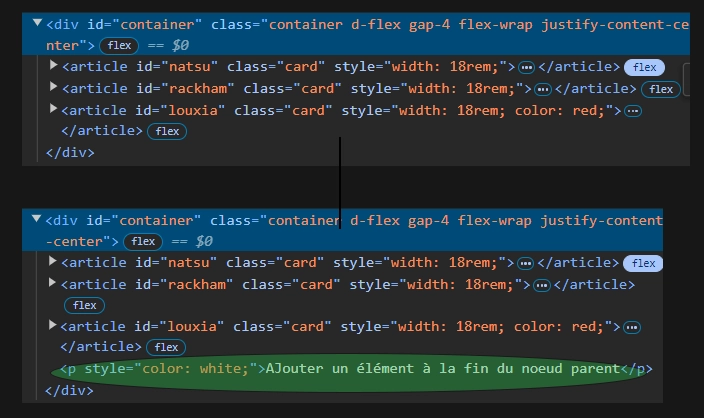 <div id="container" class="container d-flex gap-4 flex-wrap justify-content-ce
nter"> flex == $0
<article id="natsu" class="card" style="width: 18rem;">…</article> flex
<article id="rackham" class="card" style="width: 18rem;">…</article> flex
<article id="louxia" class="card" style="width: 18rem; color: red;">…
</article> flex
</div>
<div id="container" class="container d-flex gap-4 flex-wrap justify-content
-center"> flex == $0
<article id="natsu" class="card" style="width: 18rem;">…</article> flex
<article id="rackham" class="card" style="width: 18rem;">…</article>
flex
<article id="louxia" class="card" style="width: 18rem; color: red;">…
</article> flex
<p style="color: white;">AJouter un élément à la fin du noeud parent</p>
</div>